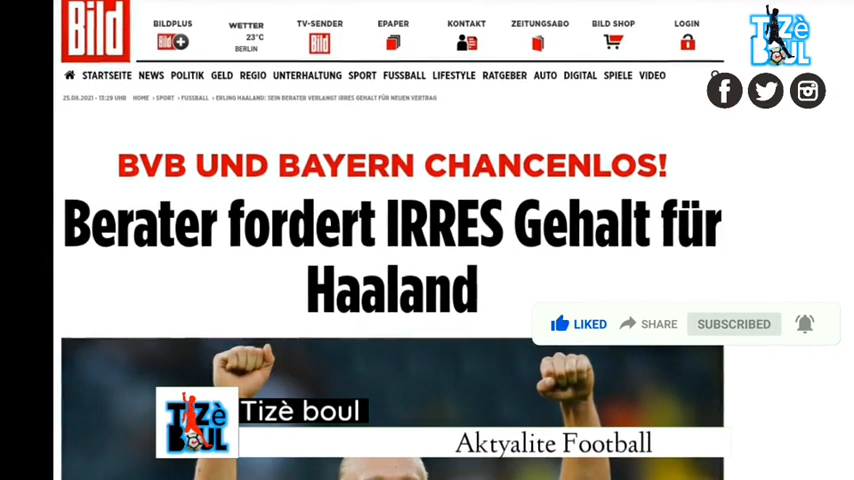 Bild
BILDPLUS
WETTER
23°C
BERLIN
TV-SENDER
Bild
EPAPER
KONTAKT
ZEITUNGSABO
BILD SHOP
LOGIN
Tizè
BOUL
STARTSEITE NEWS POLITIK GELD REGIO UNTERHALTUNG SPORT FUSSBALL LIFESTYLE RATGEBER AUTO DIGITAL SPIELE VIDEO
25.08.2021 - 13:29 UHR HOME > SPORT > FUSSBALL > ERLING HAALAND: SEIN BERATER VERLANGT IRRES GEHALT FÜR NEUEN VERTRAG
BVB UND BAYERN CHANCENLOS!
Berater fordert IRRES Gehalt für
Haaland
LIKED SHARE SUBSCRIBED
TiZè
BOUL
Tizè boul
Aktyalite Football